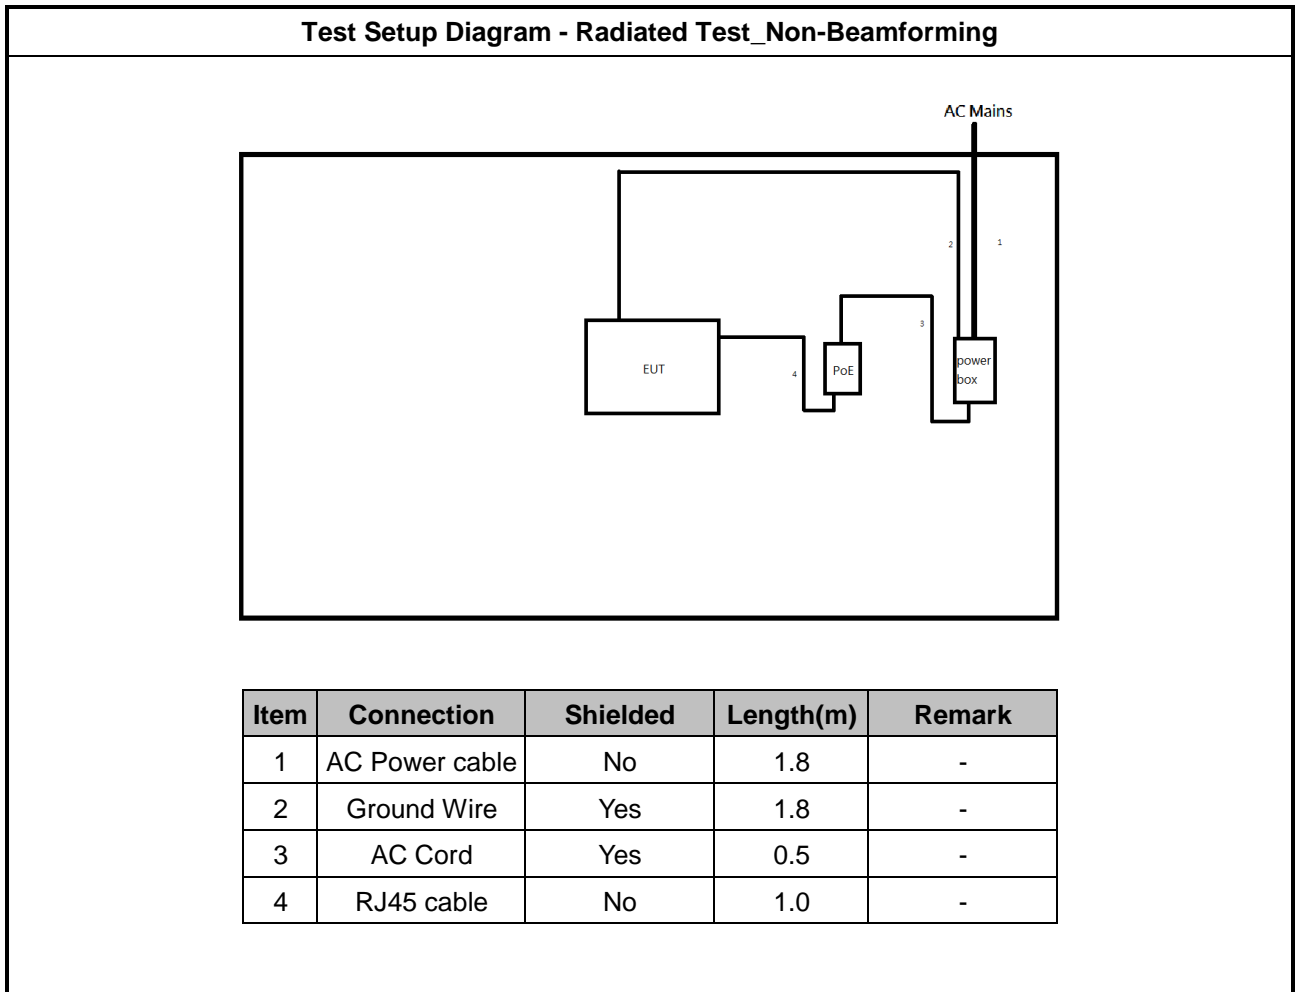 Test Setup Diagram - Radiated Test_Non-Beamforming
AC Mains
2 1
3
EUT 4 PoE power
box
Item Connection Shielded Length(m) Remark
1 AC Power cable No 1.8 -
2 Ground Wire Yes 1.8 -
3 AC Cord Yes 0.5 -
4 RJ45 cable No 1.0 -